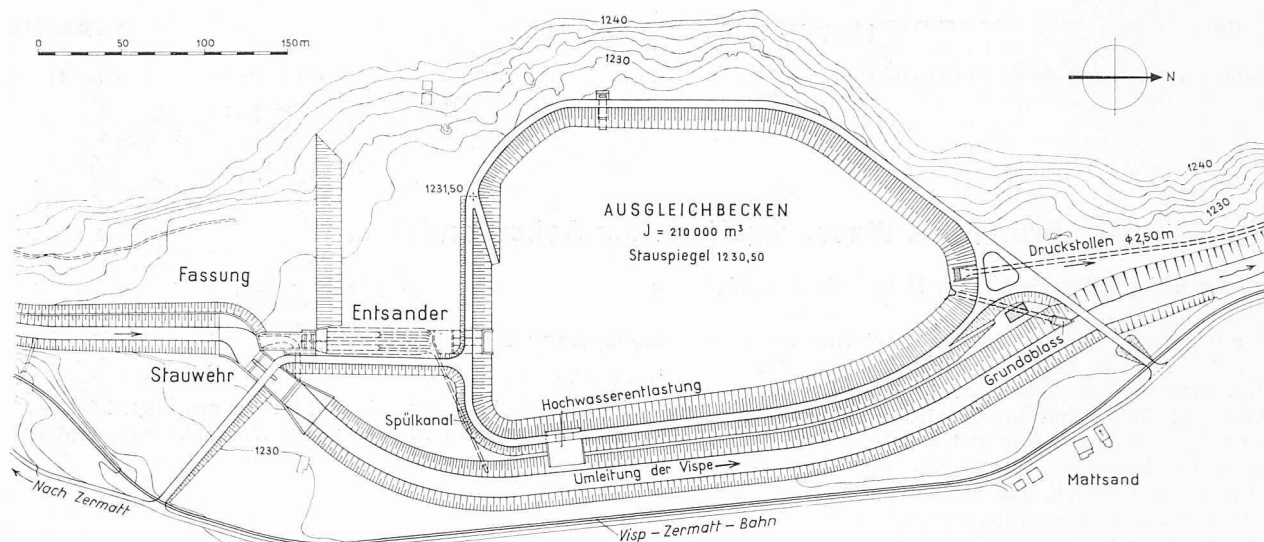 1240
0 50 100 150 m
1230
N
1231,50
1240
AUSGLEICHBECKEN
J = 210 000 m³
1230
Stauspiegel 1230,50
Druckstollen ϕ 2,50 m
Fassung
Entsander
Stauwehr
Grundablass
Hochwasserentlastung
Spülkanal
1230
Umleitung der Vispe
Mattsand
Nach Zermatt
Visp – Zermatt – Bahn